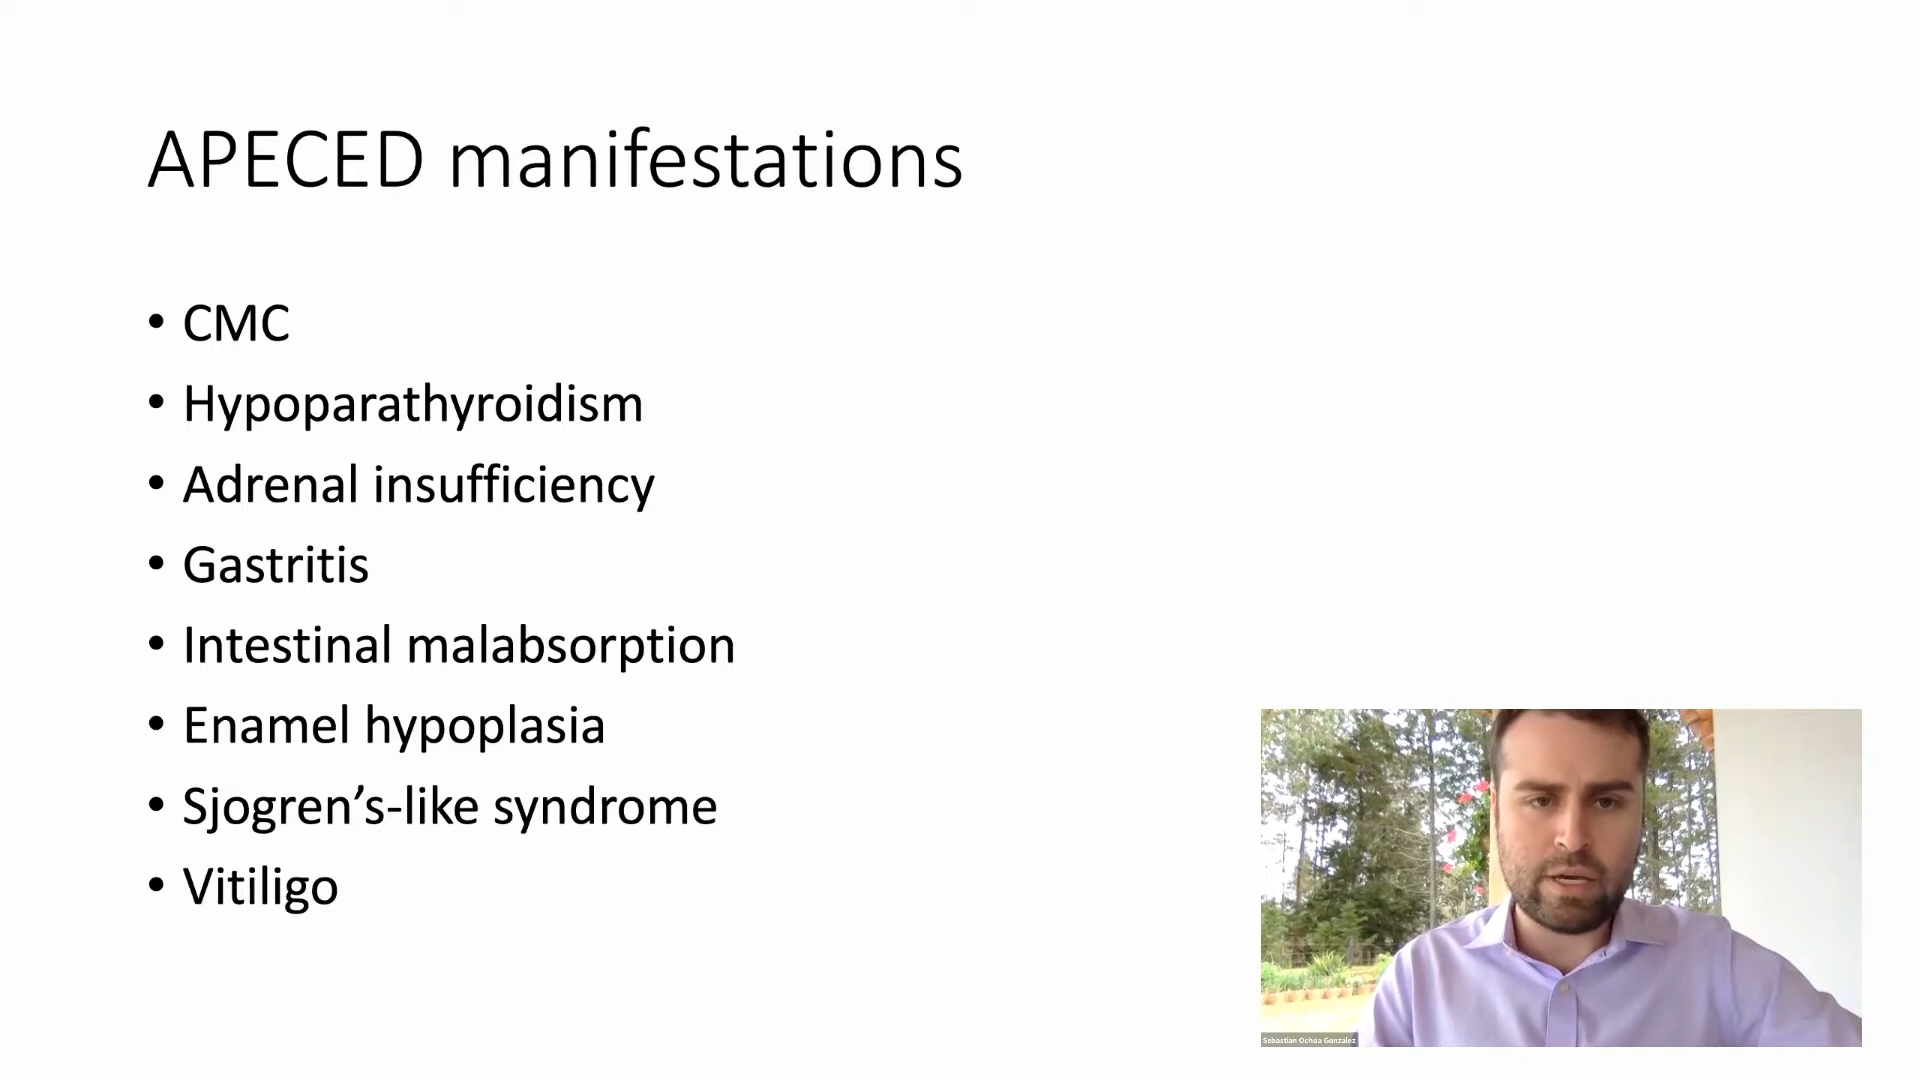 APECED manifestations
• CMC
• Hypoparathyroidism
• Adrenal insufficiency
• Gastritis
• Intestinal malabsorption
• Enamel hypoplasia
• Sjogren’s-like syndrome
• Vitiligo
Sebastian Ochoa Gonzalez